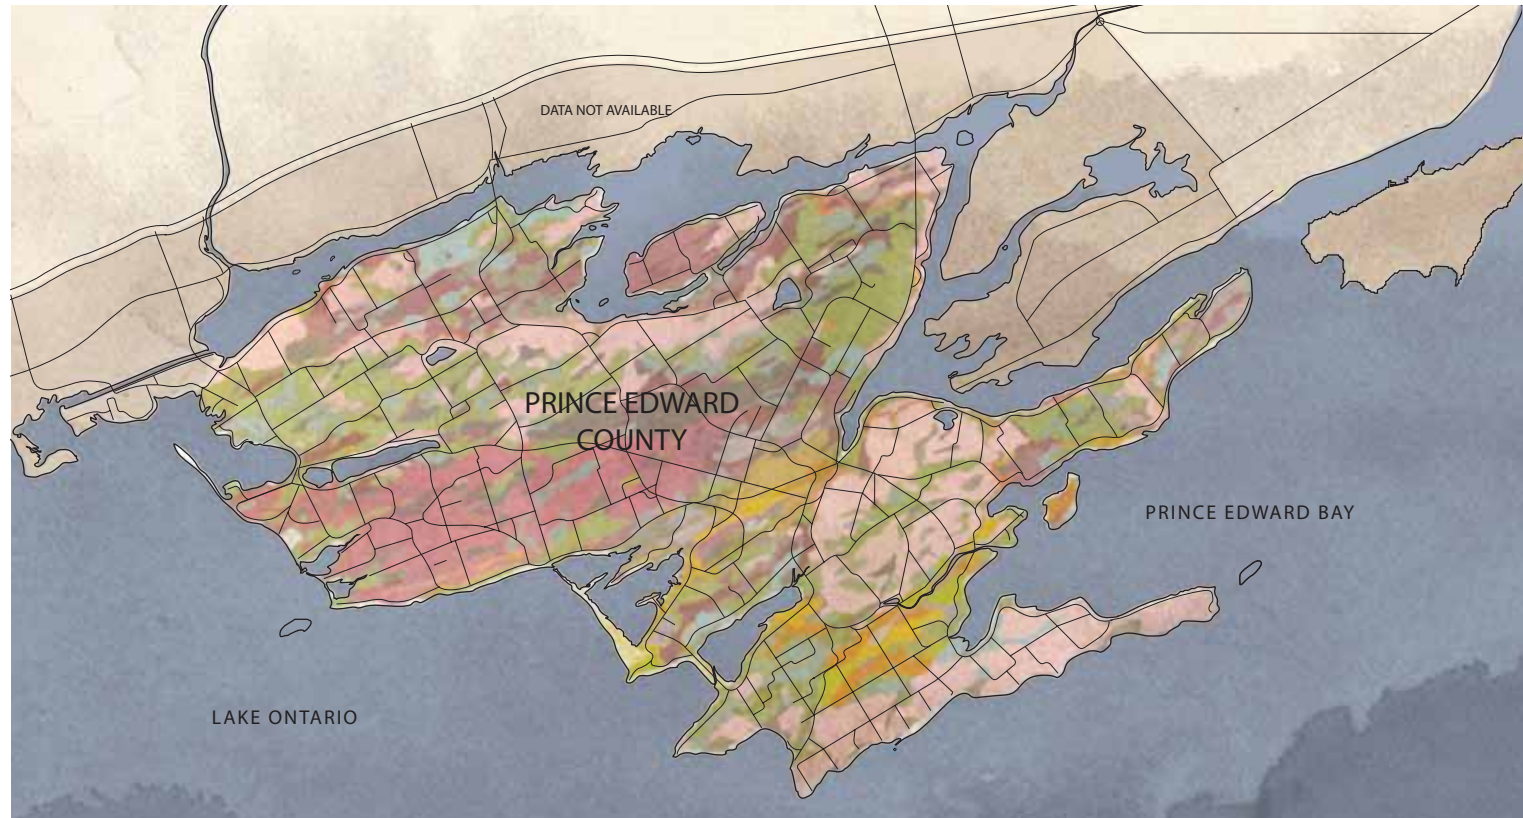 DATA NOT AVAILABLE
PRINCE EDWARD
COUNTY
PRINCE EDWARD BAY
LAKE ONTARIO